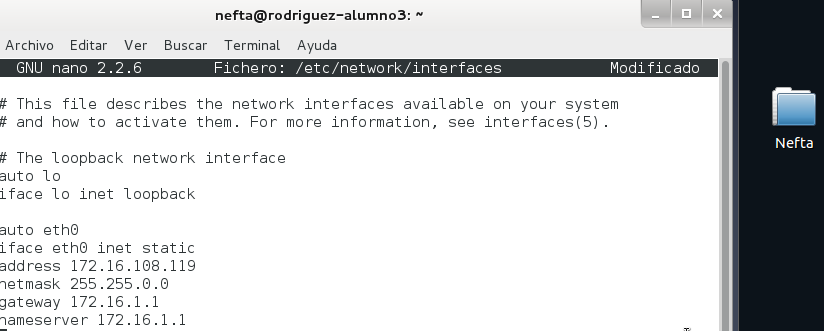 nefta@rodriguez-alumno3: ~
Archivo Editar Ver Buscar Terminal Ayuda
GNU nano 2.2.6 Fichero: /etc/network/interfaces Modificado
# This file describes the network interfaces available on your system
# and how to activate them. For more information, see interfaces(5).
# The loopback network interface
auto lo
iface lo inet loopback
auto eth0
iface eth0 inet static
address 172.16.108.119
netmask 255.255.0.0
gateway 172.16.1.1
nameserver 172.16.1.1
Nefta